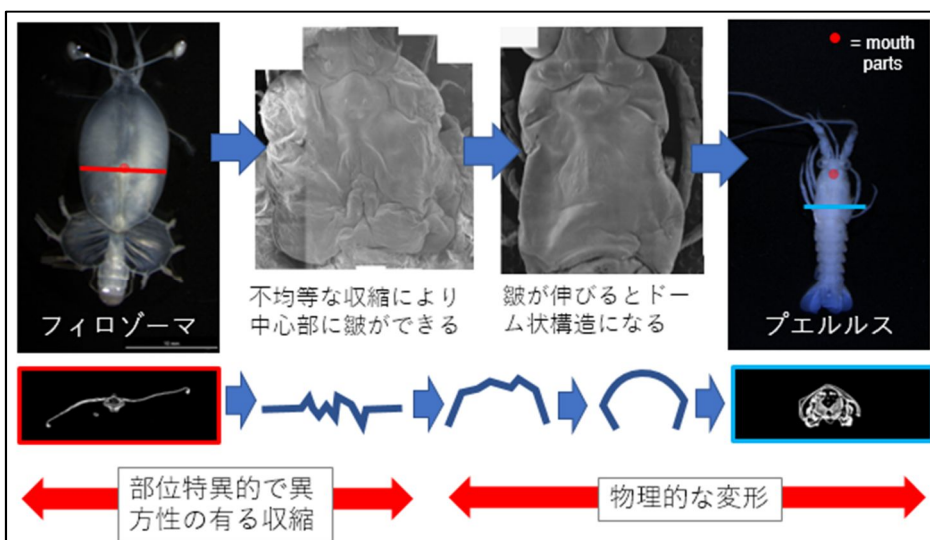 = mouth
parts
フィロゾーマ
10 mm
不均等な収縮により
中心部に皺ができる
皺が伸びるとドー
ム状構造になる
プエルルス
部位特異的で異
方性の有る収縮
物理的な変形